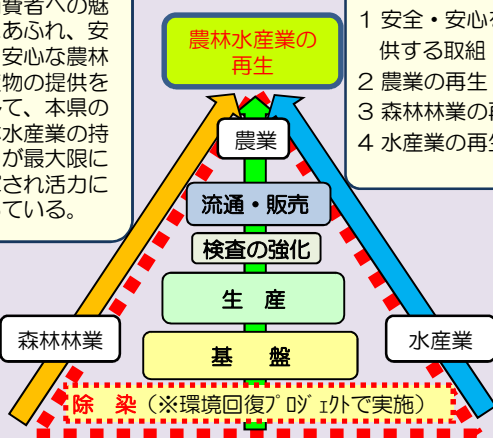 消費者への魅
にあふれ、安
安心な農林
物の提供を
て、本県の
水産業の持
が最大限に
され活力に
っている。
農林水産業の
再生
1 安全・安心を
供する取組
2 農業の再生
3 森林林業の再
4 水産業の再生
農業
流通・販売
検査の強化
生　産
基　盤
森林林業
水産業
除　染（※環境回復プロジェクトで実施）